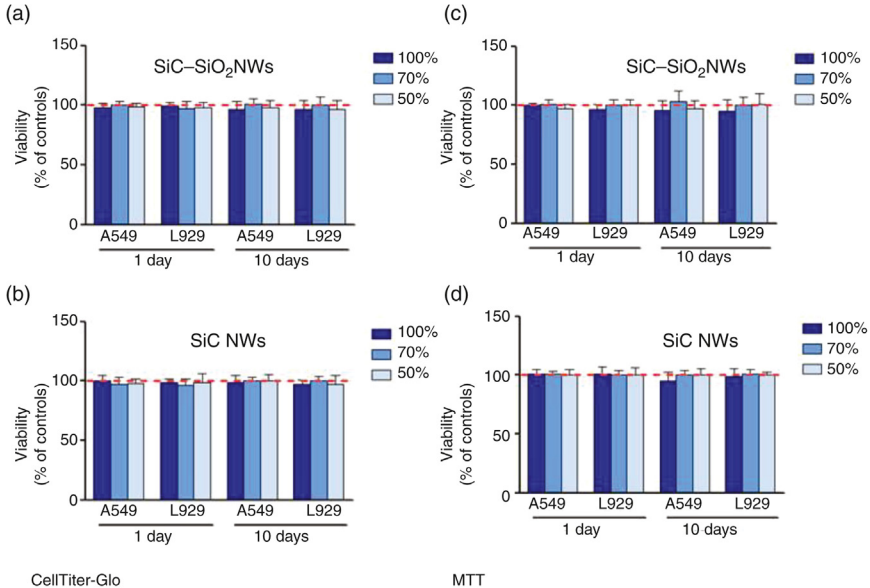 (a)
150
100
50
0
Viability
(% of controls)
SiC–SiO₂NWs
100%
70%
50%
A549 L929 A549 L929
1 day 10 days
(c)
150
100
50
0
Viability
(% of controls)
SiC–SiO₂NWs
100%
70%
50%
A549 L929 A549 L929
1 day 10 days
(b)
150
100
50
0
Viability
(% of controls)
SiC NWs
100%
70%
50%
A549 L929 A549 L929
1 day 10 days
(d)
150
100
50
0
Viability
(% of controls)
SiC NWs
100%
70%
50%
A549 L929 A549 L929
1 day 10 days
CellTiter-Glo
MTT